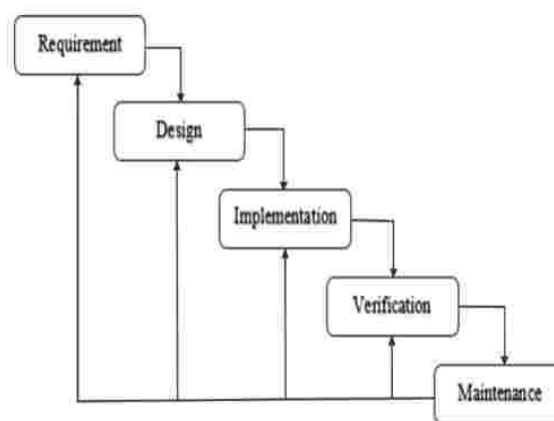 Requirement
Design
Implementation
Verification
Maintenance